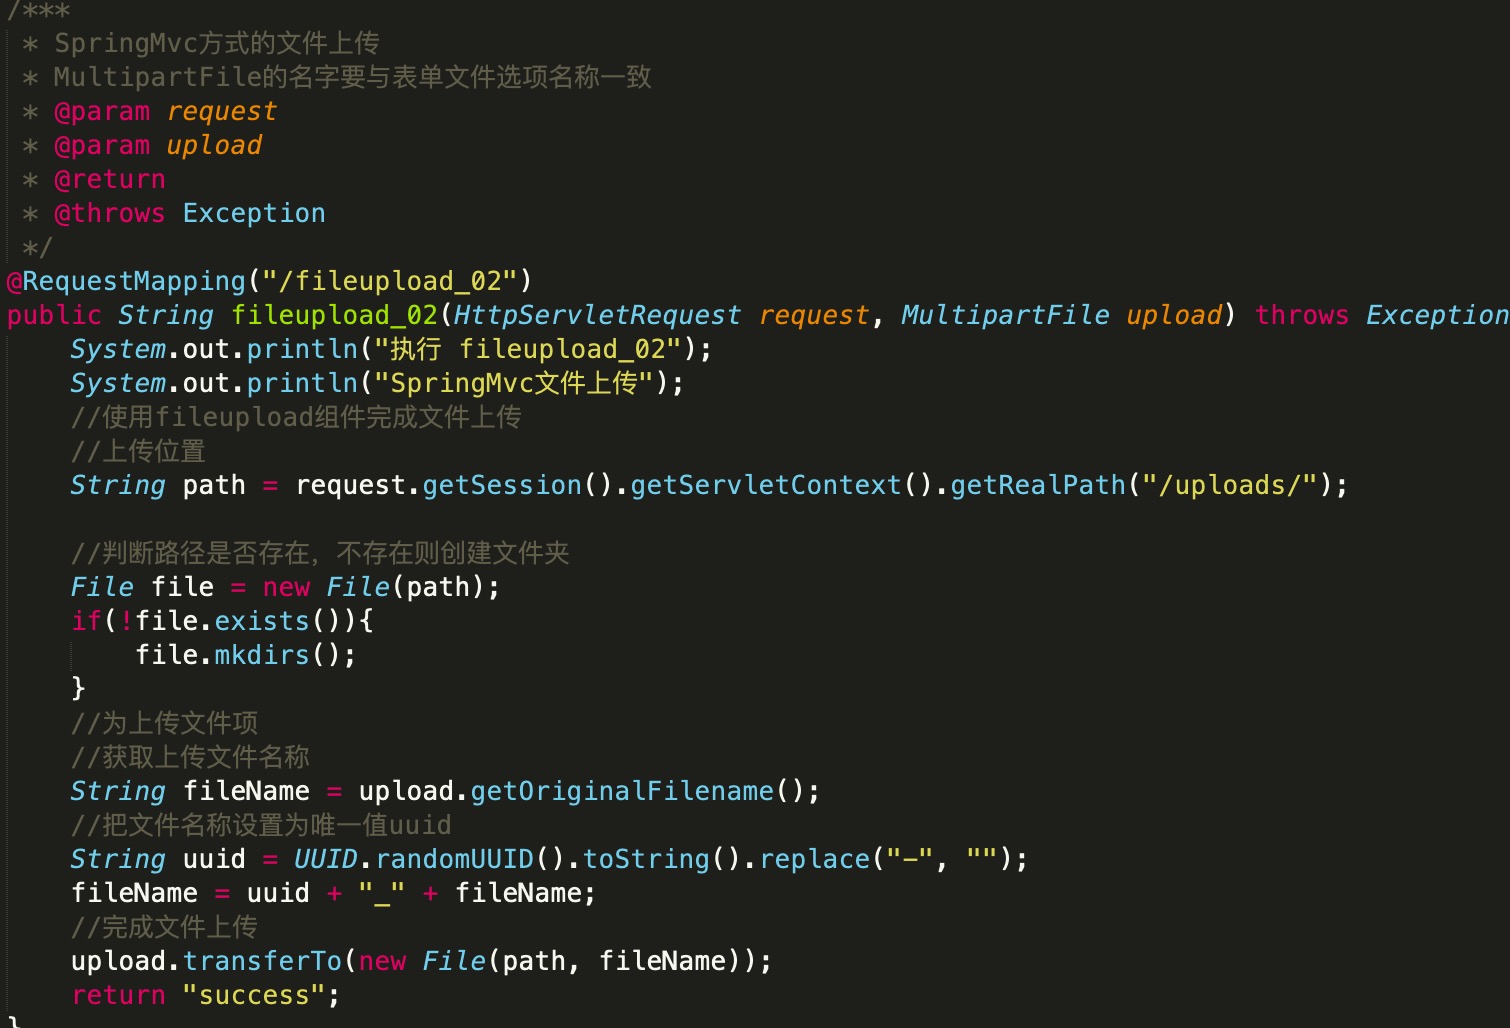 /***
* SpringMvc方式的文件上传
* MultipartFile的名字要与表单文件选项名称一致
* @param request
* @param upload
* @return
* @throws Exception
*/
@RequestMapping("/fileupload_02")
public String fileupload_02(HttpServletRequest request, MultipartFile upload) throws Exception
System.out.println("执行 fileupload_02");
System.out.println("SpringMvc文件上传");
//使用fileupload组件完成文件上传
//上传位置
String path = request.getSession().getServletContext().getRealPath("/uploads/");
//判断路径是否存在，不存在则创建文件夹
File file = new File(path);
if(!file.exists()){
file.mkdirs();
}
//为上传文件项
//获取上传文件名称
String fileName = upload.getOriginalFilename();
//把文件名称设置为唯一值uuid
String uuid = UUID.randomUUID().toString().replace("-", "");
fileName = uuid + "_" + fileName;
//完成文件上传
upload.transferTo(new File(path, fileName));
return "success";
}